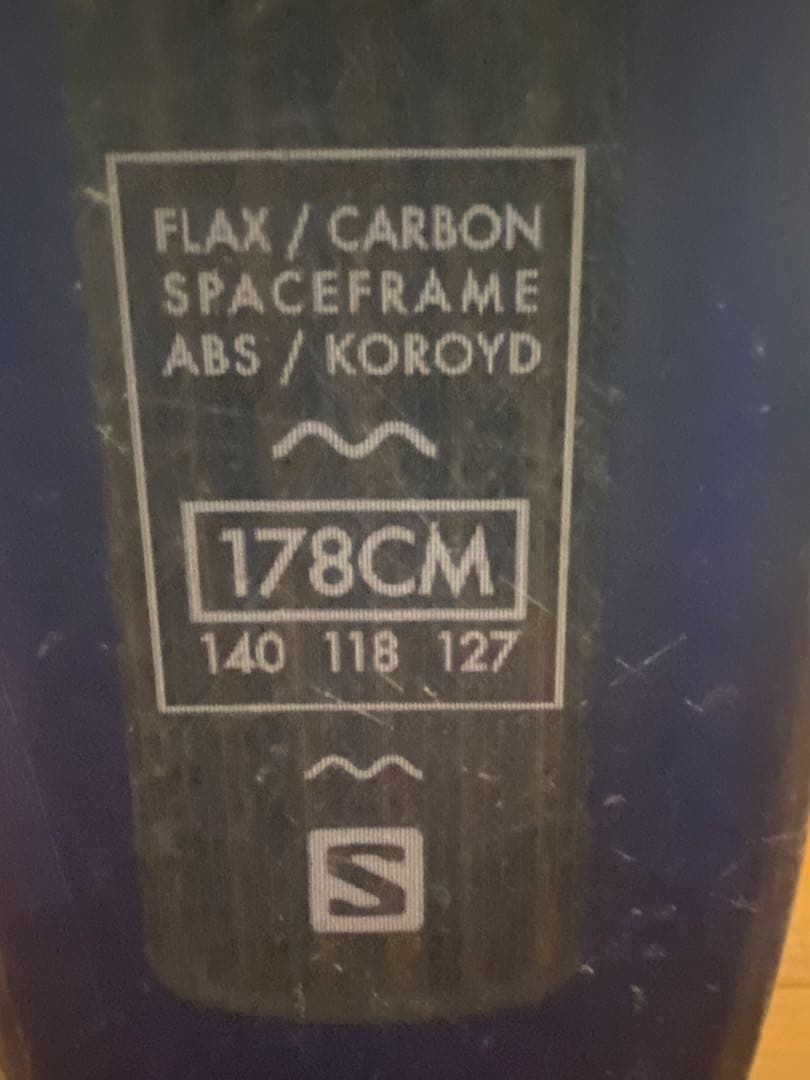 FLAX / CARBON
SPACEFRAME
ABS / KOROYD
178CM
140 118 127
S